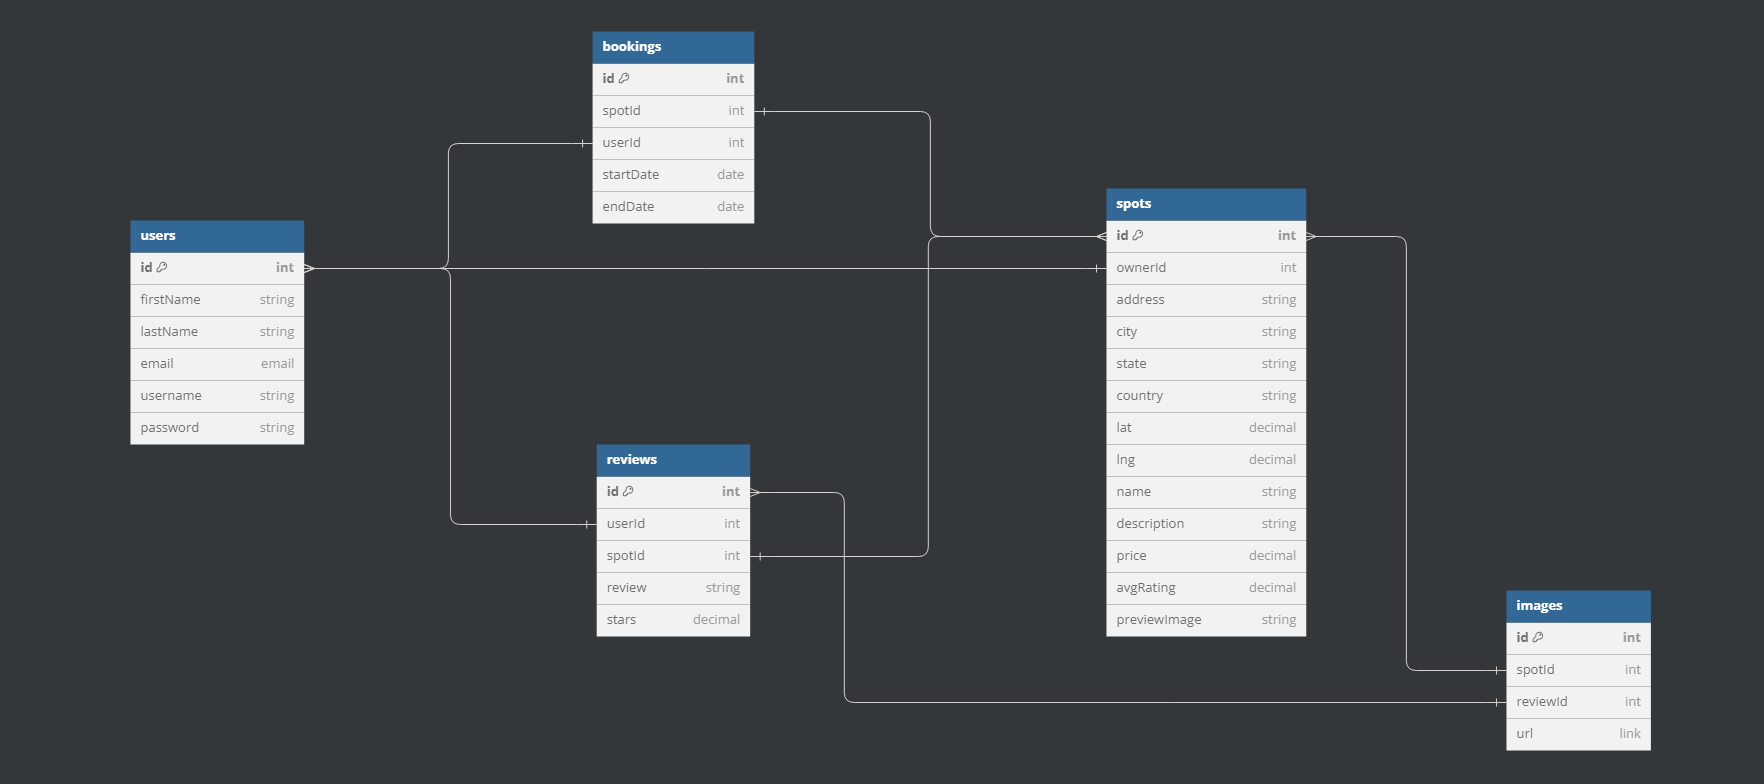 bookings
id int
spotId int
userId int
startDate date
endDate date
users
id int
firstName string
lastName string
email email
username string
password string
spots
id int
ownerId int
address string
city string
state string
country string
lat decimal
lng decimal
name string
description string
price decimal
avgRating decimal
previewImage string
reviews
id int
userId int
spotId int
review string
stars decimal
images
id int
spotId int
reviewId int
url link